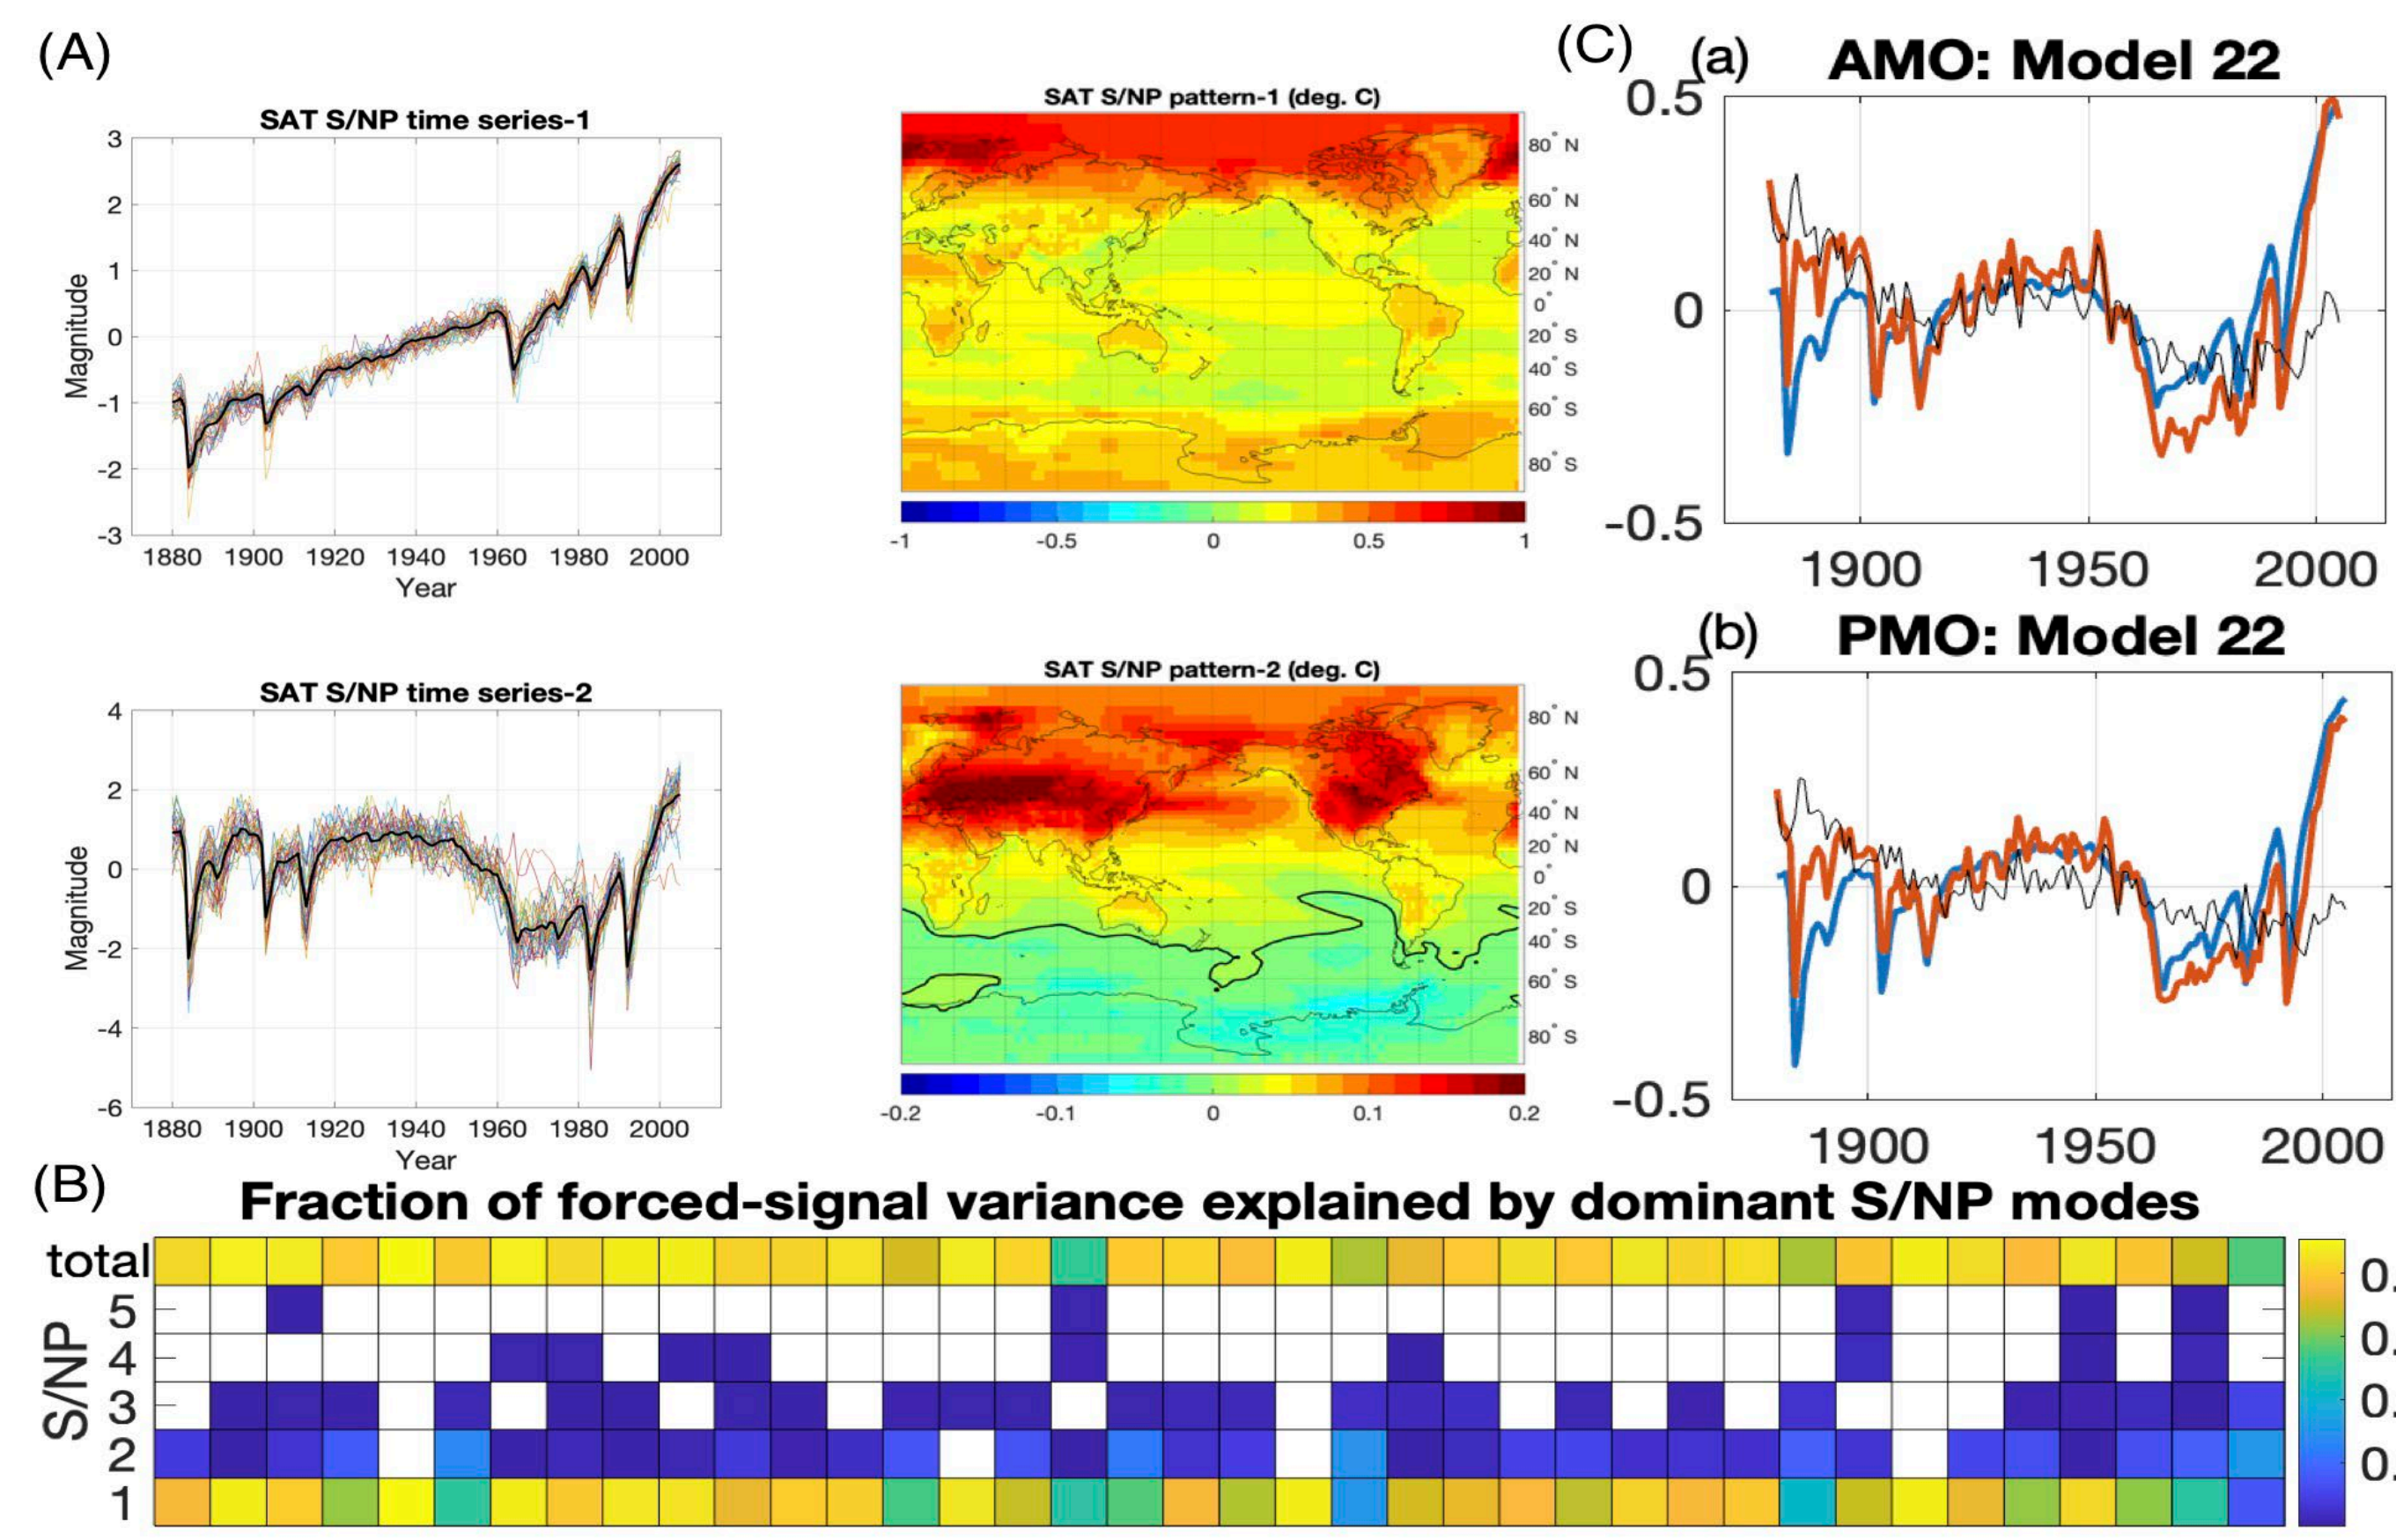 (A)
SAT S/NP time series-1
Magnitude
3
2
1
0
-1
-2
-3
1880 1900 1920 1940 1960 1980 2000
Year
SAT S/NP pattern-1 (deg. C)
80° N
60° N
40° N
20° N
0°
20° S
40° S
60° S
80° S
-1 -0.5 0 0.5 1
SAT S/NP time series-2
Magnitude
4
2
0
-2
-4
-6
1880 1900 1920 1940 1960 1980 2000
Year
SAT S/NP pattern-2 (deg. C)
80° N
60° N
40° N
20° N
0°
20° S
40° S
60° S
80° S
-0.2 -0.1 0 0.1 0.2
(C)
(a) AMO: Model 22
0.5
0
-0.5
1900 1950 2000
(b) PMO: Model 22
0.5
0
-0.5
1900 1950 2000
(B)
Fraction of forced-signal variance explained by dominant S/NP modes
S/NP
total
5
4
3
2
1
0.
0.
0.
0.